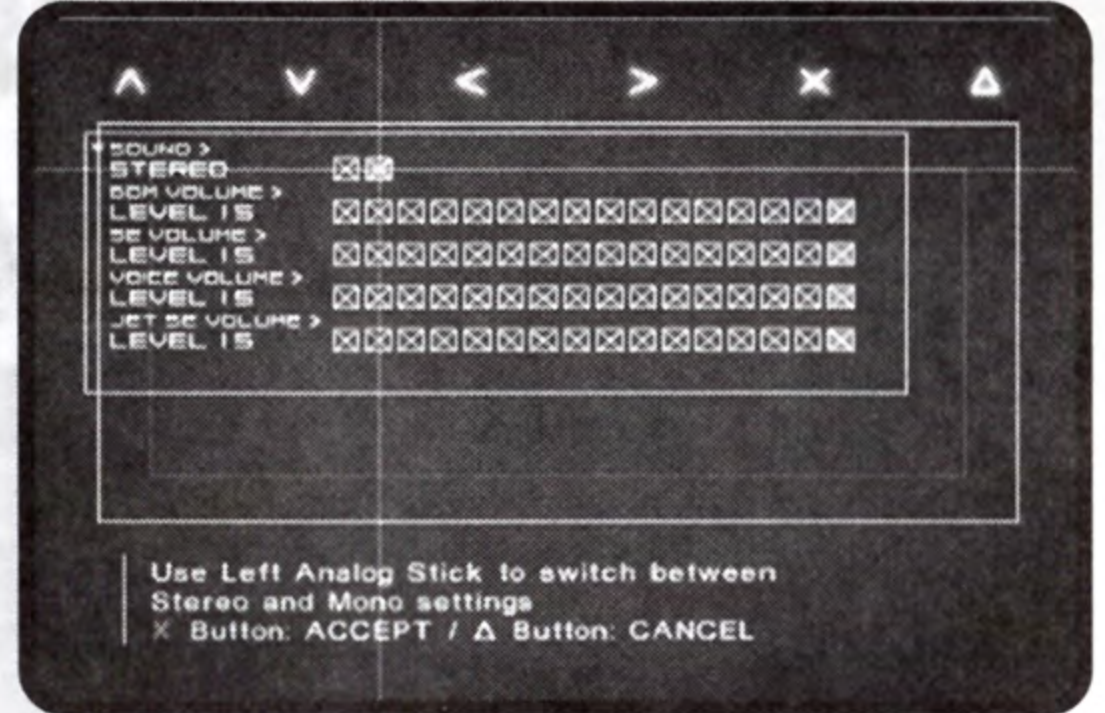 SOUND >
STEREO
BGM VOLUME >
LEVEL 15
SE VOLUME >
LEVEL 15
VOICE VOLUME >
LEVEL 15
JET SE VOLUME >
LEVEL 15
Use Left Analog Stick to switch between
Stereo and Mono settings
X Button: ACCEPT / Δ Button: CANCEL